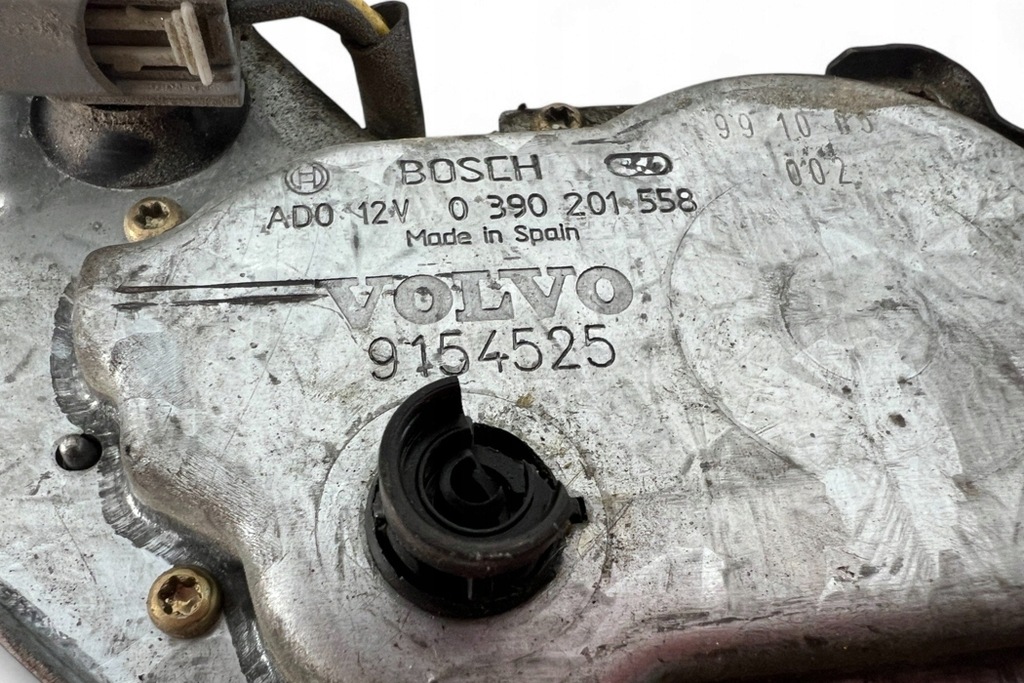 99 10 05
002
BOSCH
AD0 12V 0 390 201 558
Made in Spain
VOLVO
9154525